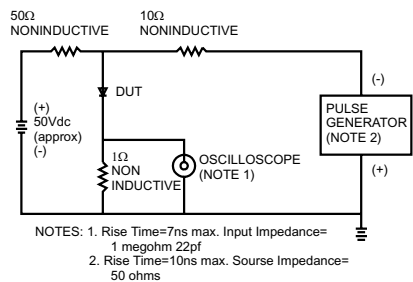 50Ω
NONINDUCTIVE
10Ω
NONINDUCTIVE
(+)
50Vdc
(approx)
(-)
DUT
1Ω
NON
INDUCTIVE
OSCILLOSCOPE
(NOTE 1)
(-)
PULSE
GENERATOR
(NOTE 2)
(+)
NOTES: 1. Rise Time=7ns max. Input Impedance=
1 megohm 22pf
2. Rise Time=10ns max. Sourse Impedance=
50 ohms